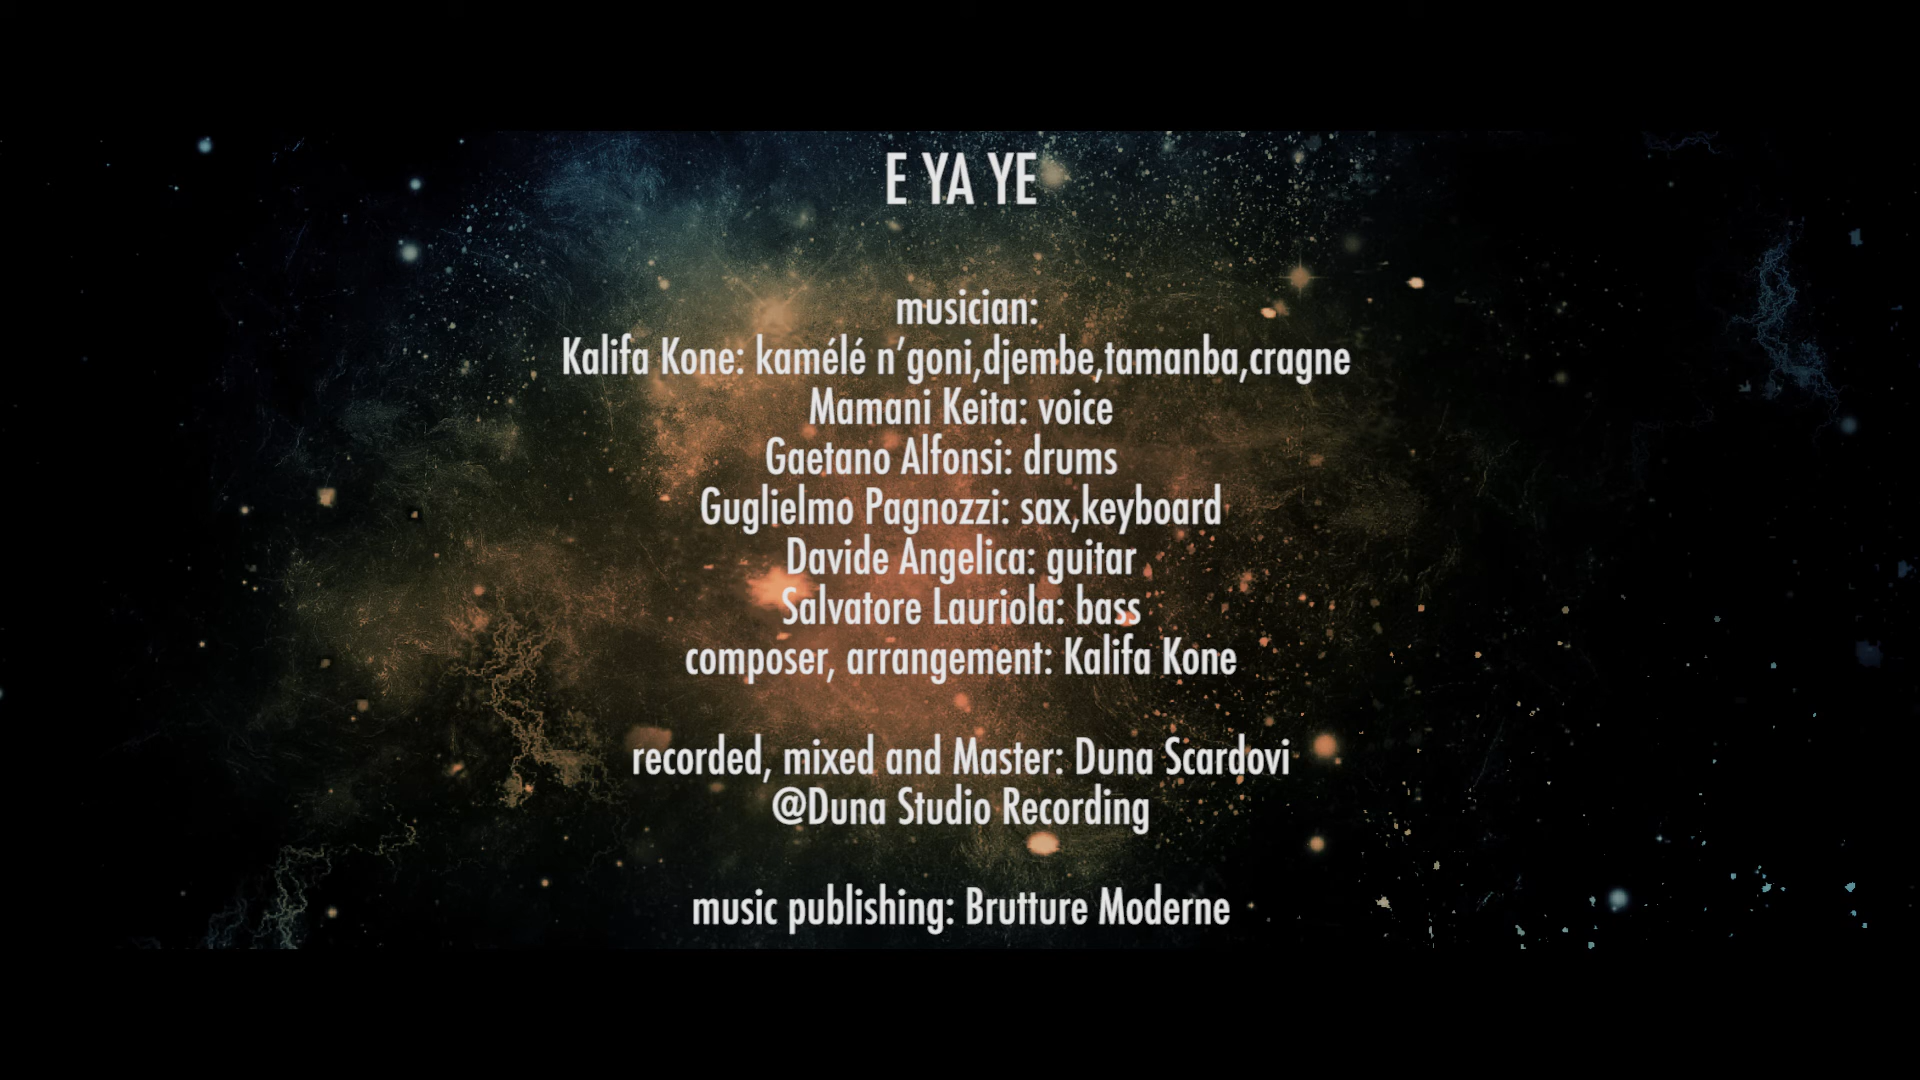 E YA YE
musician:
Kalifa Kone: kamélé n’goni,djembe,tamanba,cragne
Mamani Keita: voice
Gaetano Alfonsi: drums
Guglielmo Pagnozzi: sax,keyboard
Davide Angelica: guitar
Salvatore Lauriola: bass
composer, arrangement: Kalifa Kone
recorded, mixed and Master: Duna Scardovi
@Duna Studio Recording
music publishing: Brutture Moderne